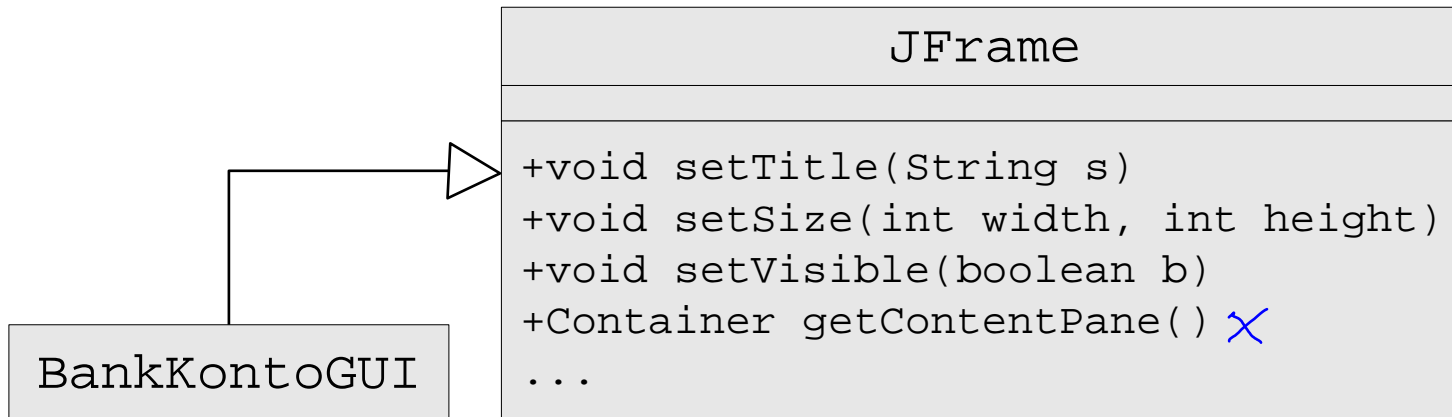 JFrame
+void setTitle(String s)
+void setSize(int width, int height)
+void setVisible(boolean b)
+Container getContentPane()
...
BankKontoGUI